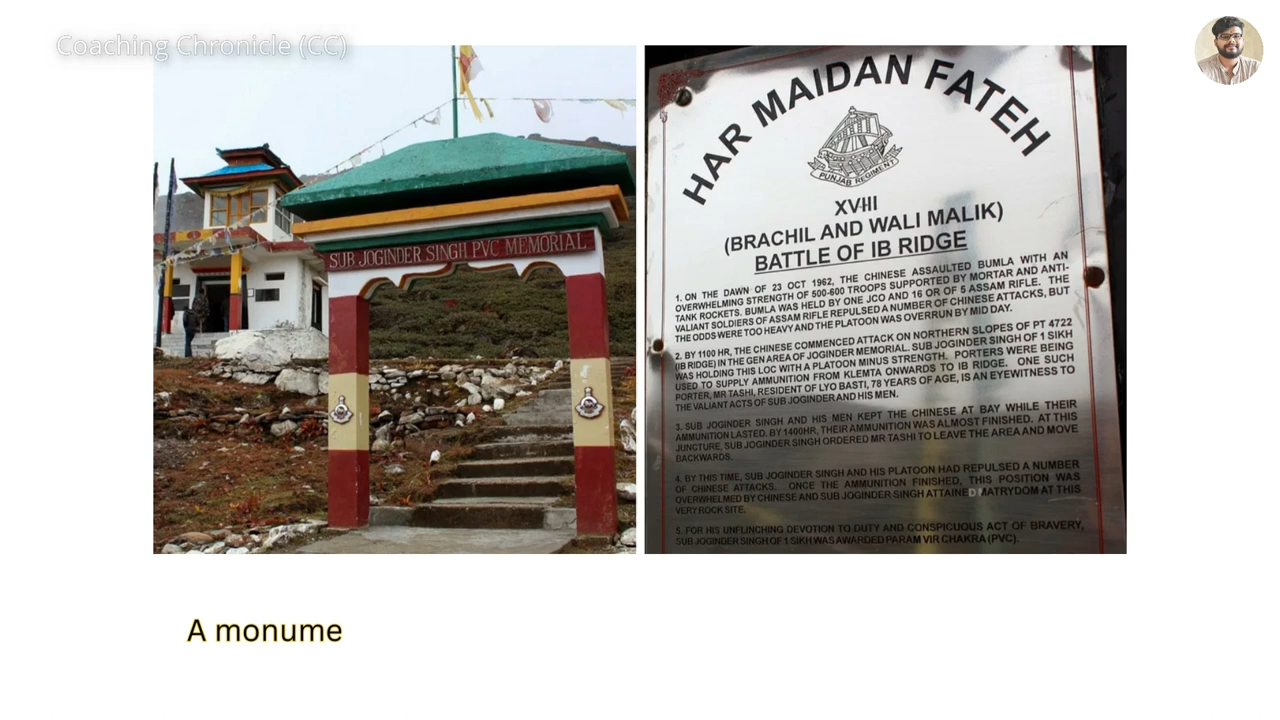 Coaching Chronicle (CC)
SUB JOGINDER SINGH PVC MEMORIAL
HAR MAIDAN FATEH
PUNJAB REGIMENT
XVIII
(BRACHIL AND WALI MALIK)
BATTLE OF IB RIDGE
1. ON THE DAWN OF 23 OCT 1962, THE CHINESE ASSAULTED BUMLA WITH AN
OVERWHELMING STRENGTH OF 500-600 TROOPS SUPPORTED BY MORTAR AND ANTI-
TANK ROCKETS. BUMLA WAS HELD BY ONE JCO AND 16 OR OF 5 ASSAM RIFLE. THE
VALIANT SOLDIERS OF ASSAM RIFLE REPULSED A NUMBER OF CHINESE ATTACKS, BUT
THE ODDS WERE TOO HEAVY AND THE PLATOON WAS OVERRUN BY MID DAY.
2. BY 1100 HR, THE CHINESE COMMENCED ATTACK ON NORTHERN SLOPES OF PT 4722
(IB RIDGE) IN THE GEN AREA OF JOGINDER MEMORIAL. SUB JOGINDER SINGH OF 1 SIKH
WAS HOLDING THIS LOC WITH A PLATOON MINUS STRENGTH. PORTERS WERE BEING
USED TO SUPPLY AMMUNITION FROM KLEMTA ONWARDS TO IB RIDGE. ONE SUCH
PORTER, MR TASHI, RESIDENT OF LYO BASTI, 78 YEARS OF AGE, IS AN EYEWITNESS TO
THE VALIANT ACTS OF SUB JOGINDER AND HIS MEN.
3. SUB JOGINDER SINGH AND HIS MEN KEPT THE CHINESE AT BAY WHILE THEIR
AMMUNITION LASTED. BY 1400HR, THEIR AMMUNITION WAS ALMOST FINISHED. AT THIS
JUNCTURE, SUB JOGINDER SINGH ORDERED MR TASHI TO LEAVE THE AREA AND MOVE
BACKWARDS.
4. BY THIS TIME, SUB JOGINDER SINGH AND HIS PLATOON HAD REPULSED A NUMBER
OF CHINESE ATTACKS. ONCE THE AMMUNITION FINISHED, THIS POSITION WAS
OVERWHELMED BY CHINESE AND SUB JOGINDER SINGH ATTAINED MATRYDOM AT THIS
VERY ROCK SITE.
5. FOR HIS UNFLINCHING DEVOTION TO DUTY AND CONSPICUOUS ACT OF BRAVERY,
SUB JOGINDER SINGH OF 1 SIKH WAS AWARDED PARAM VIR CHAKRA (PVC).
A monume